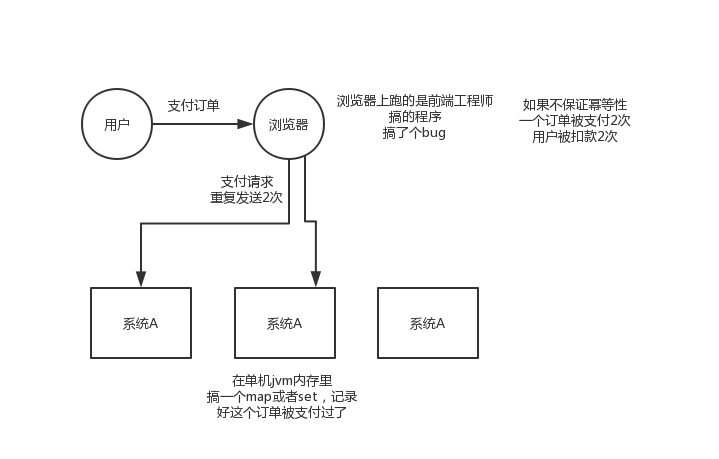 用户
支付订单
浏览器
浏览器上跑的是前端工程师
搞的程序
搞了个bug
如果不保证幂等性
一个订单被支付2次
用户被扣款2次
支付请求
重复发送2次
系统A
系统A
系统A
在单机jvm内存里
搞一个map或者set，记录
好这个订单被支付过了